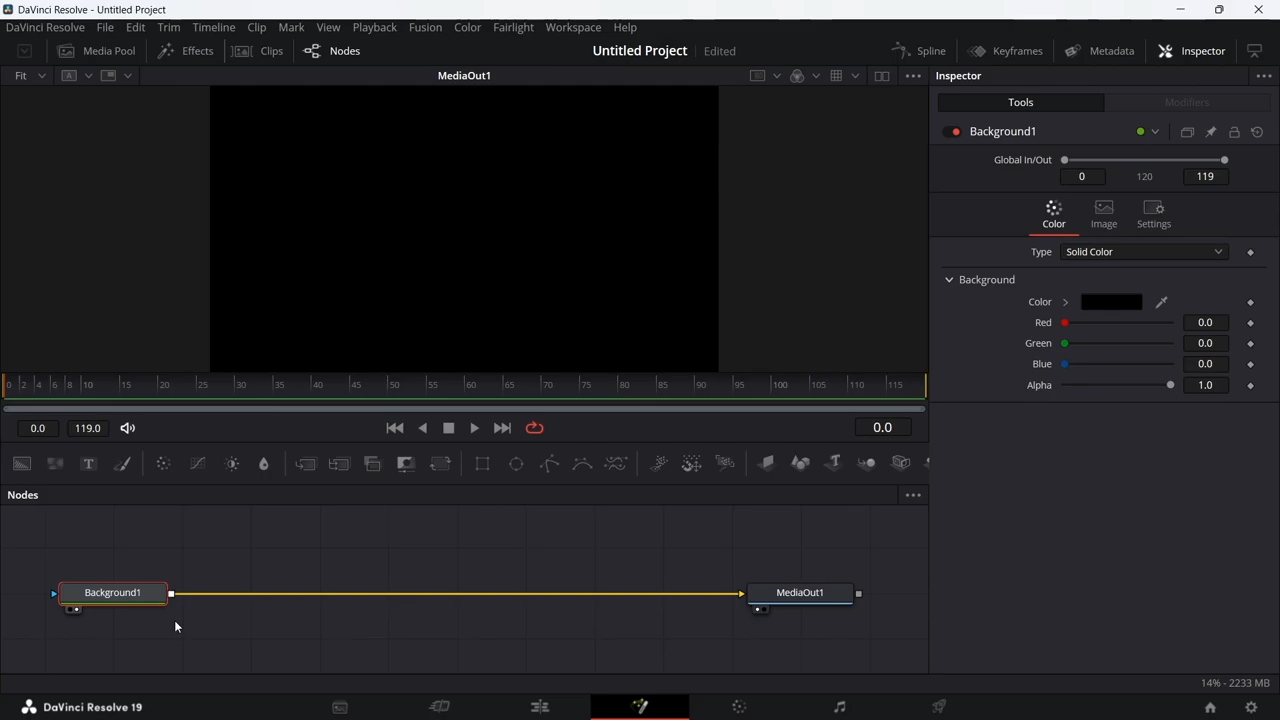 DaVinci Resolve - Untitled Project
DaVinci Resolve File Edit Trim Timeline Clip Mark View Playback Fusion Color Fairlight Workspace Help
Media Pool Effects Clips Nodes Untitled Project Edited Spline Keyframes Metadata Inspector
Fit A MediaOut1 Inspector
Tools Modifiers
Background1
Global In/Out
0 120 119
Color Image Settings
Type Solid Color
Background
Color
Red 0.0
Green 0.0
Blue 0.0
Alpha 1.0
0 2 4 6 8 10 15 20 25 30 35 40 45 50 55 60 65 70 75 80 85 90 95 100 105 110 115
0.0 119.0 0.0
T T
Nodes
Background1 MediaOut1
14% - 2233 MB
DaVinci Resolve 19